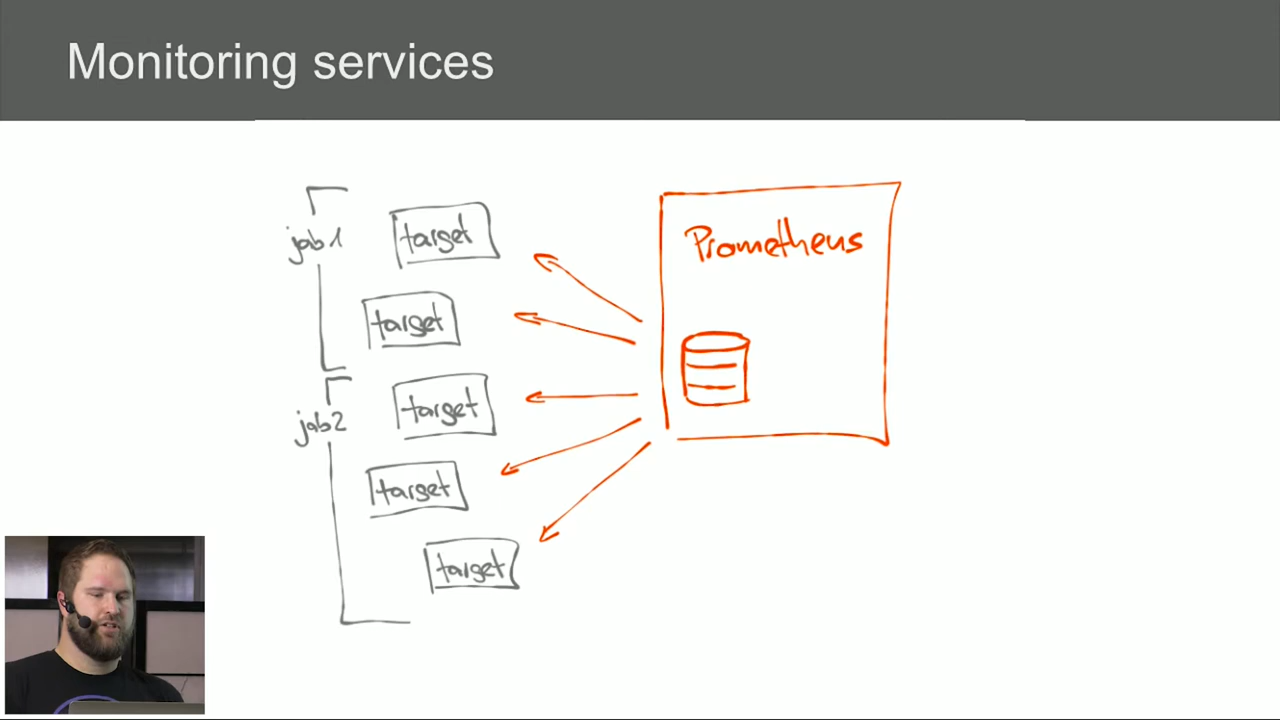 Monitoring services
job1
target
Prometheus
target
target
job2
target
target